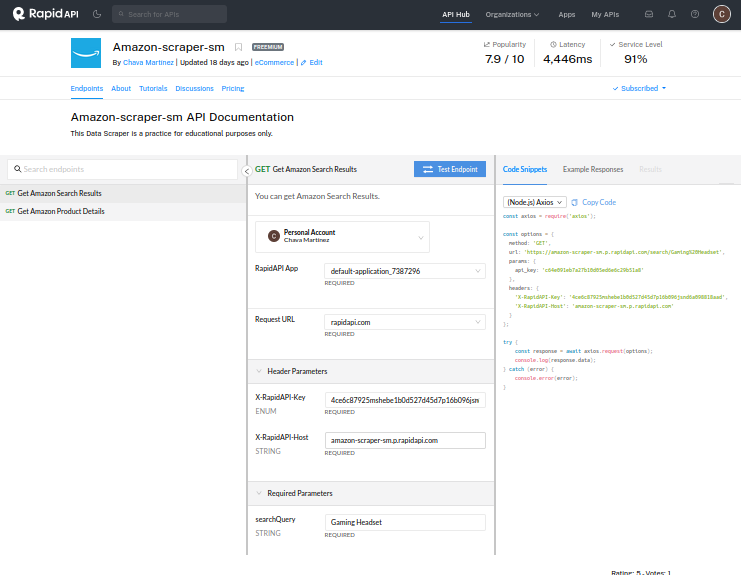 Rapid API
Search for APIs
API Hub
Organizations
Apps
My APIs
C
Amazon-scraper-sm
FREEMIUM
By Chava Martinez | Updated 18 days ago | eCommerce | Edit
Popularity
7.9 / 10
Latency
4,446ms
Service Level
91%
Endpoints
About
Tutorials
Discussions
Pricing
Subscribed
Amazon-scraper-sm API Documentation
This Data Scraper is a practice for educational purposes only.
Search endpoints
GET Get Amazon Search Results
GET Get Amazon Product Details
GET Get Amazon Search Results
Test Endpoint
You can get Amazon Search Results.
C
Personal Account
Chava Martinez
RapidAPI App
default-application_7387296
REQUIRED
Request URL
rapidapi.com
REQUIRED
Header Parameters
X-RapidAPI-Key
ENUM
4ce6c87925mshebe1b0d527d45d7p16b096jsn
REQUIRED
X-RapidAPI-Host
STRING
amazon-scraper-sm.p.rapidapi.com
REQUIRED
Required Parameters
searchQuery
STRING
Gaming Headset
REQUIRED
Code Snippets
Example Responses
Results
(Node.js) Axios
Copy Code
const axios = require('axios');
const options = {
method: 'GET',
url: 'https://amazon-scraper-sm.p.rapidapi.com/search/Gaming%20Headset',
params: {
api_key:
},
headers: {
'X-RapidAPI-Key':
'X-RapidAPI-Host': 'amazon-scraper-sm.p.rapidapi.com'
}
};
try {
const response = await axios.request(options);
console.log(response.data);
} catch (error) {
console.error(error);
}
Rating: 5 - Votes: 1